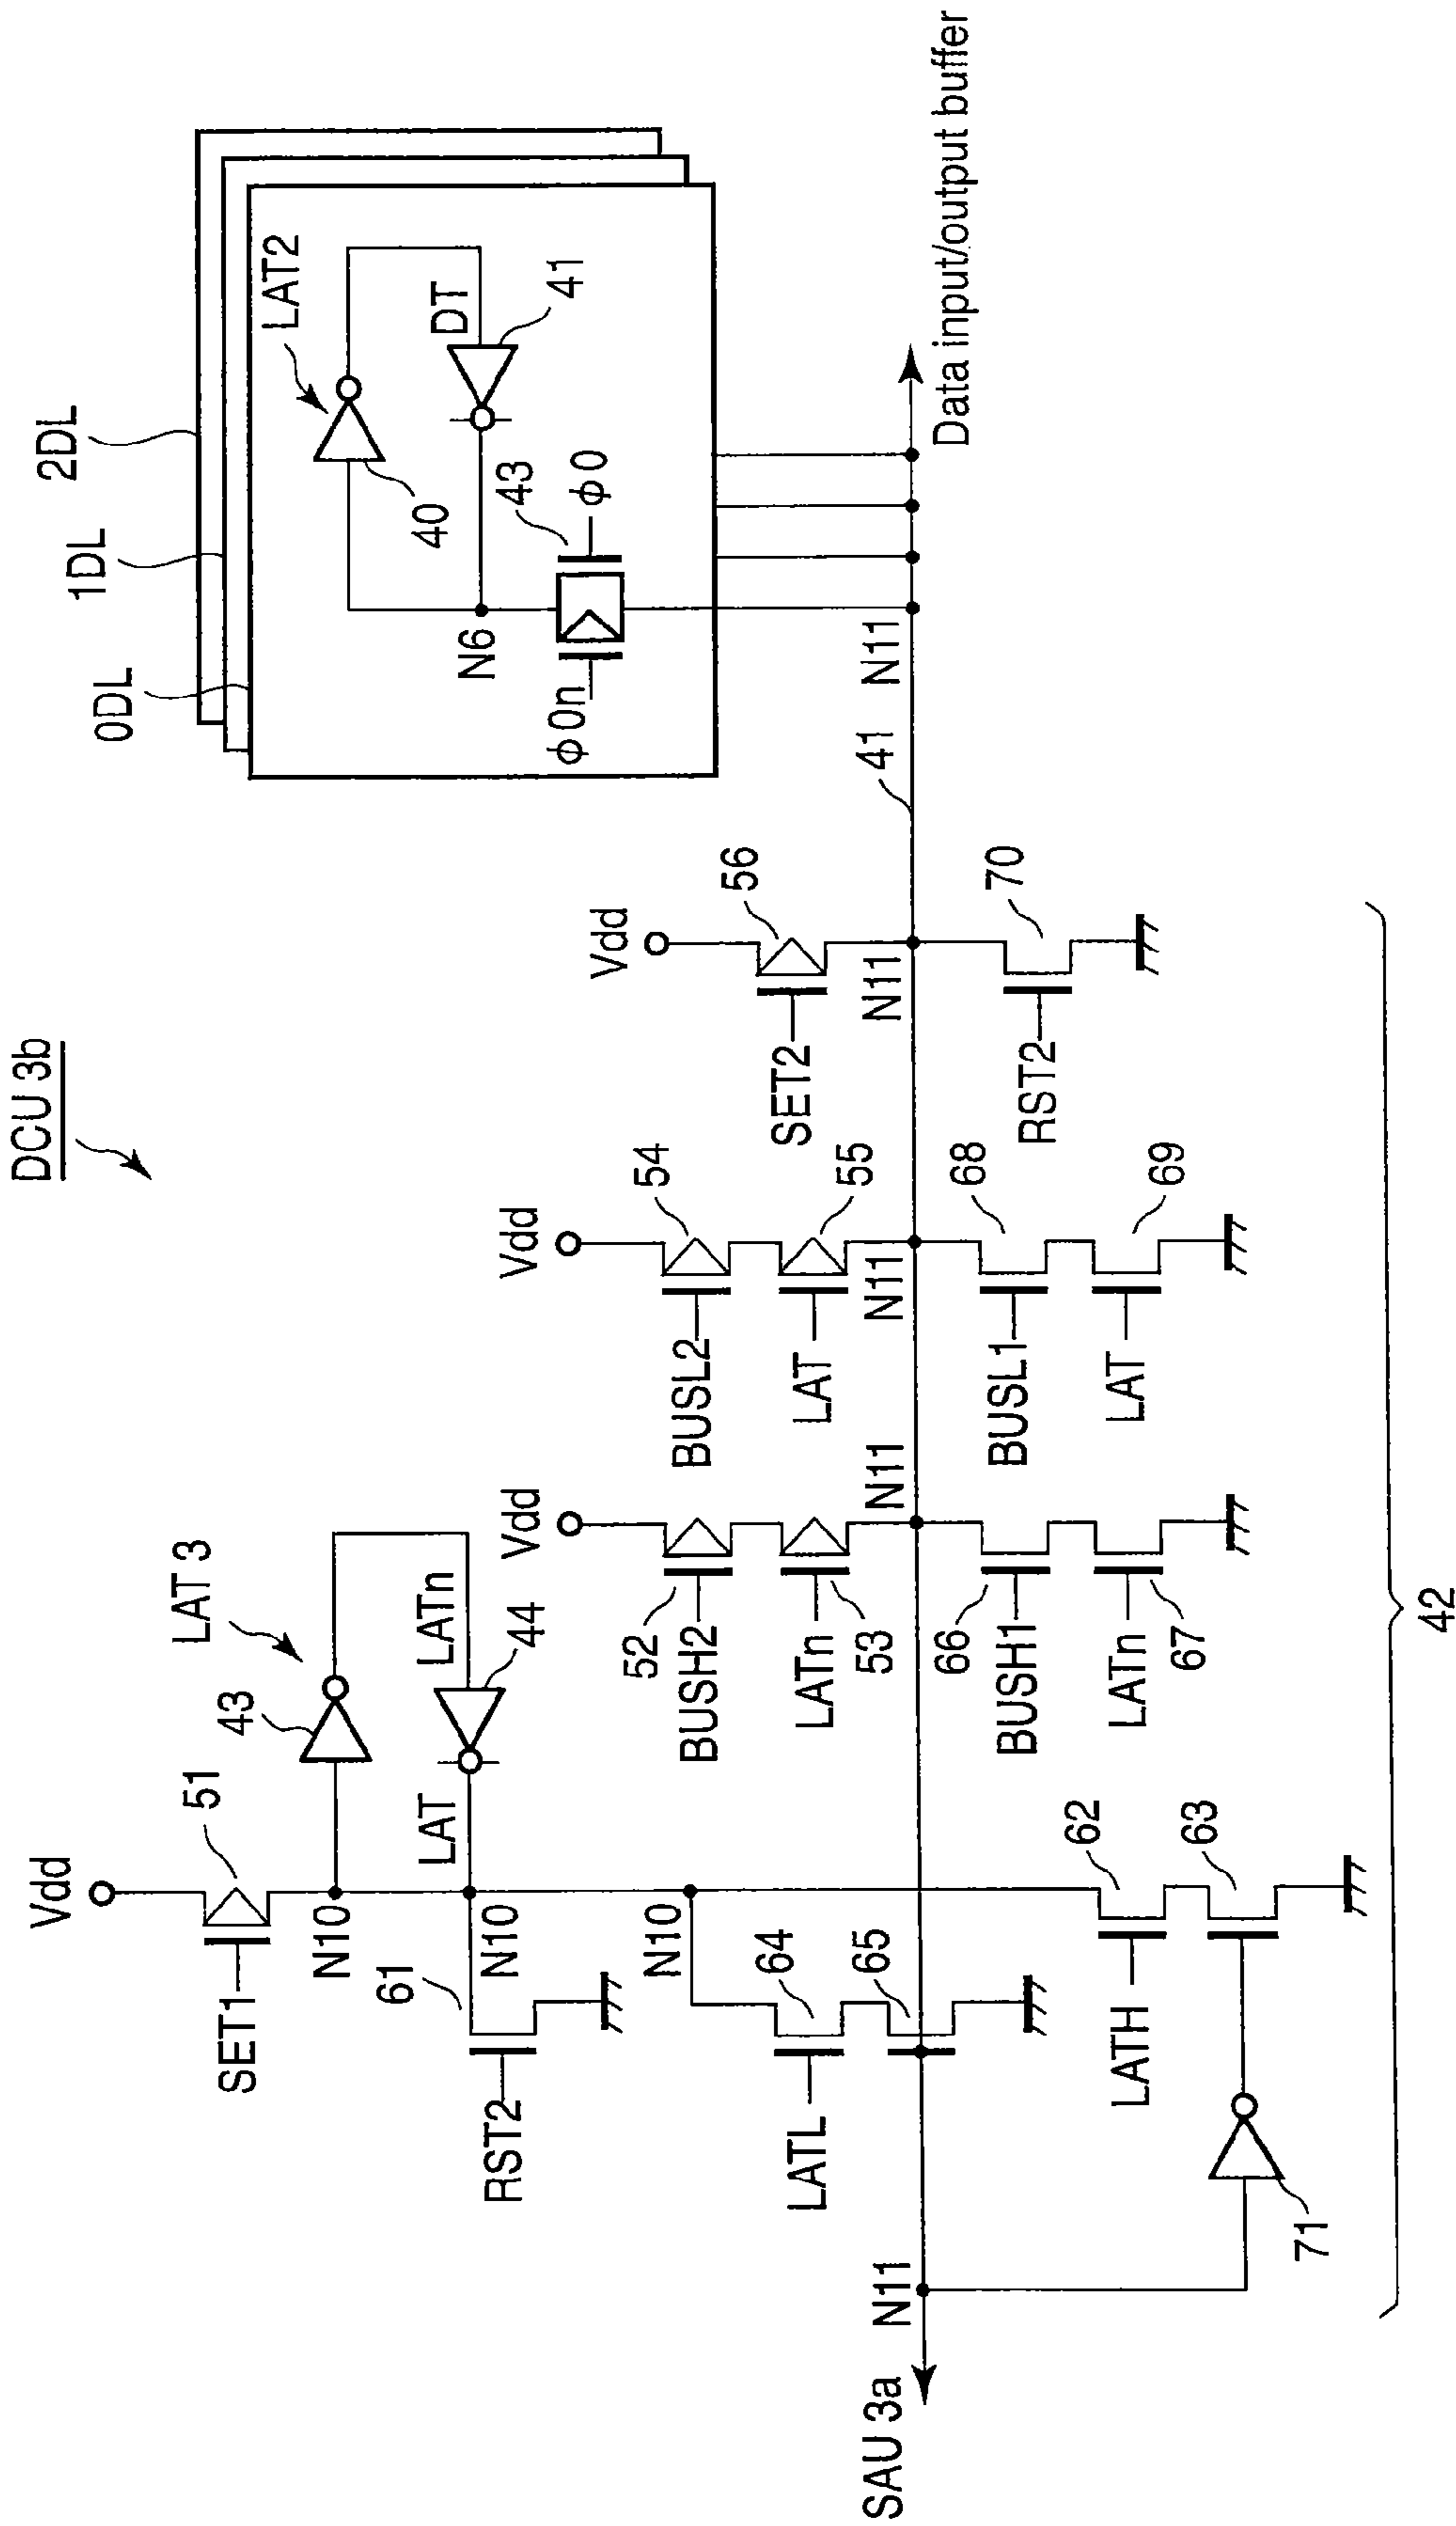 DCU 3b
0DL
1DL
2DL
LAT2
40
DT
41
N6
43
φ0n
φ0
N11
41
Data input/output buffer
Vdd
SET1
51
N10
43
LAT 3
LATn
44
LAT
N10
61
RST2
N10
LATL
64
65
62
LATH
63
71
N11
SAU 3a
Vdd
52
BUSH2
LATn
53
N11
66
BUSH1
LATn
67
Vdd
54
BUSL2
55
LAT
N11
68
BUSL1
69
LAT
Vdd
56
SET2
N11
70
RST2
42